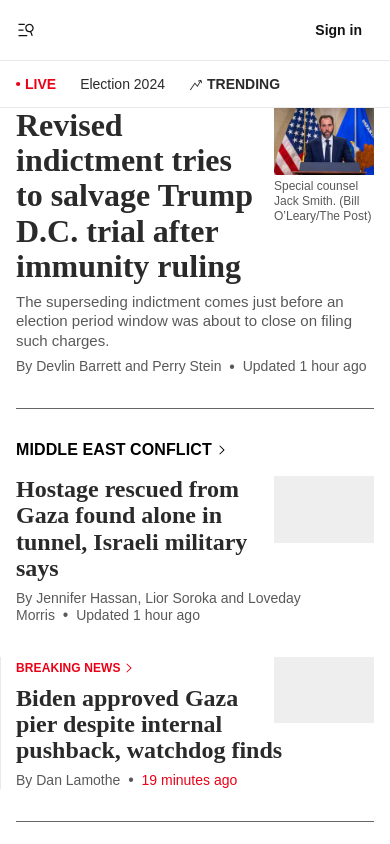 Sign in
LIVE
Election 2024
TRENDING
Revised
indictment tries
to salvage Trump
D.C. trial after
immunity ruling
Special counsel
Jack Smith. (Bill
O'Leary/The Post)
The superseding indictment comes just before an
election period window was about to close on filing
such charges.
By Devlin Barrett and Perry Stein • Updated 1 hour ago
MIDDLE EAST CONFLICT
Hostage rescued from
Gaza found alone in
tunnel, Israeli military
says
By Jennifer Hassan, Lior Soroka and Loveday
Morris • Updated 1 hour ago
BREAKING NEWS
Biden approved Gaza
pier despite internal
pushback, watchdog finds
By Dan Lamothe • 19 minutes ago